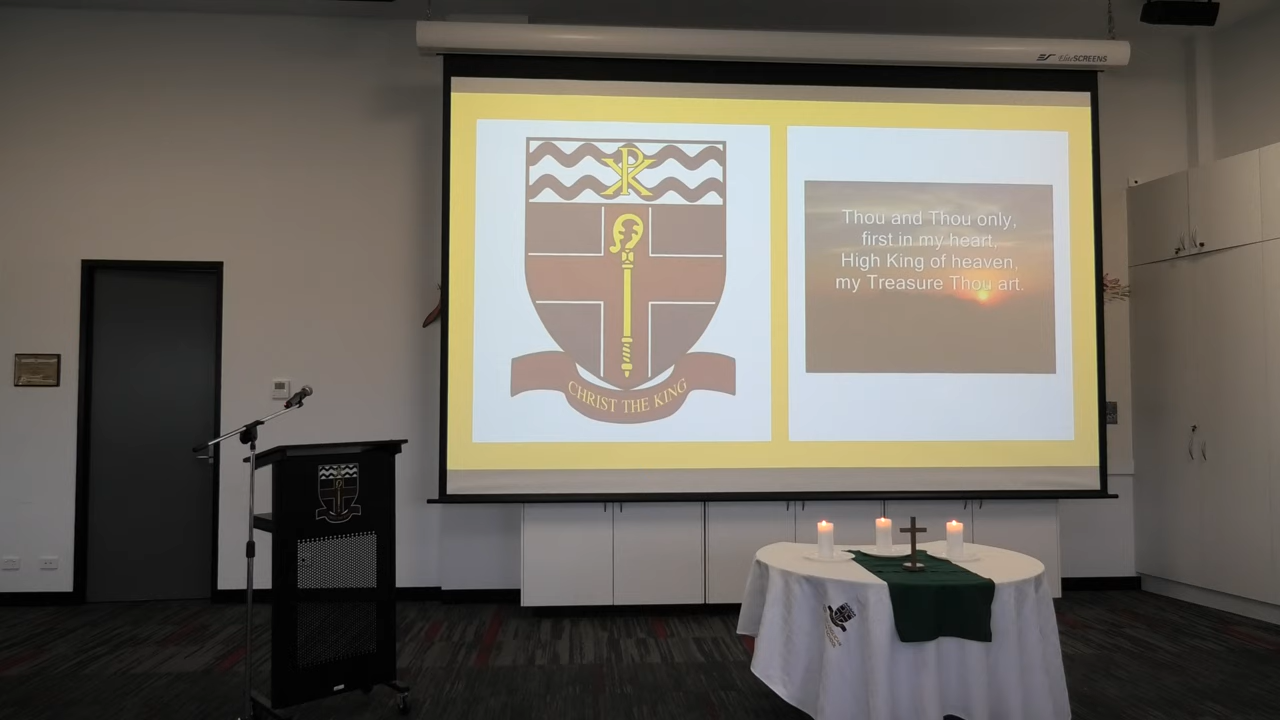 EliteSCREENS
CHRIST THE KING
Thou and Thou only,
first in my heart,
High King of heaven,
my Treasure Thou art.